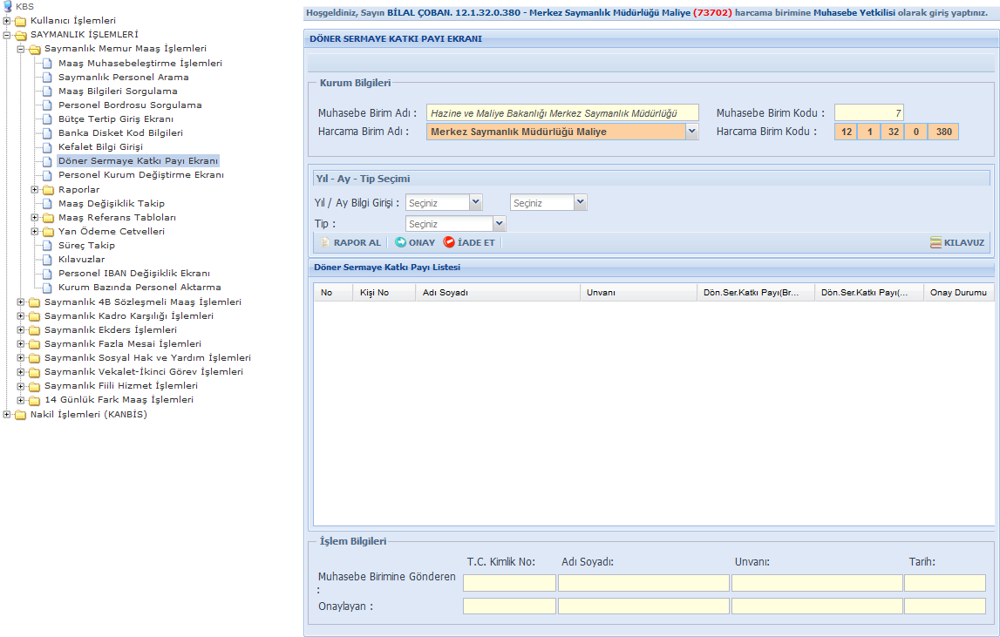 KBS
Kullanıcı İşlemleri
SAYMANLIK İŞLEMLERİ
Saymanlık Memur Maaş İşlemleri
Maaş Muhasebeleştirme İşlemleri
Saymanlık Personel Arama
Maaş Bilgileri Sorgulama
Personel Bordrosu Sorgulama
Bütçe Tertip Giriş Ekranı
Banka Disket Kod Bilgileri
Kefalet Bilgi Girişi
Döner Sermaye Katkı Payı Ekranı
Personel Kurum Değiştirme Ekranı
Raporlar
Maaş Değişiklik Takip
Maaş Referans Tabloları
Yan Ödeme Cetvelleri
Süreç Takip
Kılavuzlar
Personel IBAN Değişiklik Ekranı
Kurum Bazında Personel Aktarma
Saymanlık 4B Sözleşmeli Maaş İşlemleri
Saymanlık Kadro Karşılığı İşlemleri
Saymanlık Ekders İşlemleri
Saymanlık Fazla Mesai İşlemleri
Saymanlık Sosyal Hak ve Yardım İşlemleri
Saymanlık Vekalet-İkinci Görev İşlemleri
Saymanlık Fiili Hizmet İşlemleri
14 Günlük Fark Maaş İşlemleri
Nakil İşlemleri (KANBİS)
Hoşgeldiniz, Sayın BİLAL ÇOBAN. 12.1.32.0.380 - Merkez Saymanlık Müdürlüğü Maliye (73702) harcama birimine Muhasebe Yetkilisi olarak giriş yaptınız.
DÖNER SERMAYE KATKI PAYI EKRANI
Kurum Bilgileri
Muhasebe Birim Adı : Hazine ve Maliye Bakanlığı Merkez Saymanlık Müdürlüğü Muhasebe Birim Kodu : 7
Harcama Birim Adı : Merkez Saymanlık Müdürlüğü Maliye Harcama Birim Kodu : 12 1 32 0 380
Yıl - Ay - Tip Seçimi
Yıl / Ay Bilgi Girişi : Seçiniz Seçiniz
Tip : Seçiniz
RAPOR AL ONAY İADE ET KILAVUZ
Döner Sermaye Katkı Payı Listesi
No Kişi No Adı Soyadı Unvanı Dön.Ser.Katkı Payı(Br... Dön.Ser.Katkı Payı(... Onay Durumu
İşlem Bilgileri
T.C. Kimlik No: Adı Soyadı: Unvanı: Tarih:
Muhasebe Birimine Gönderen
:
Onaylayan :